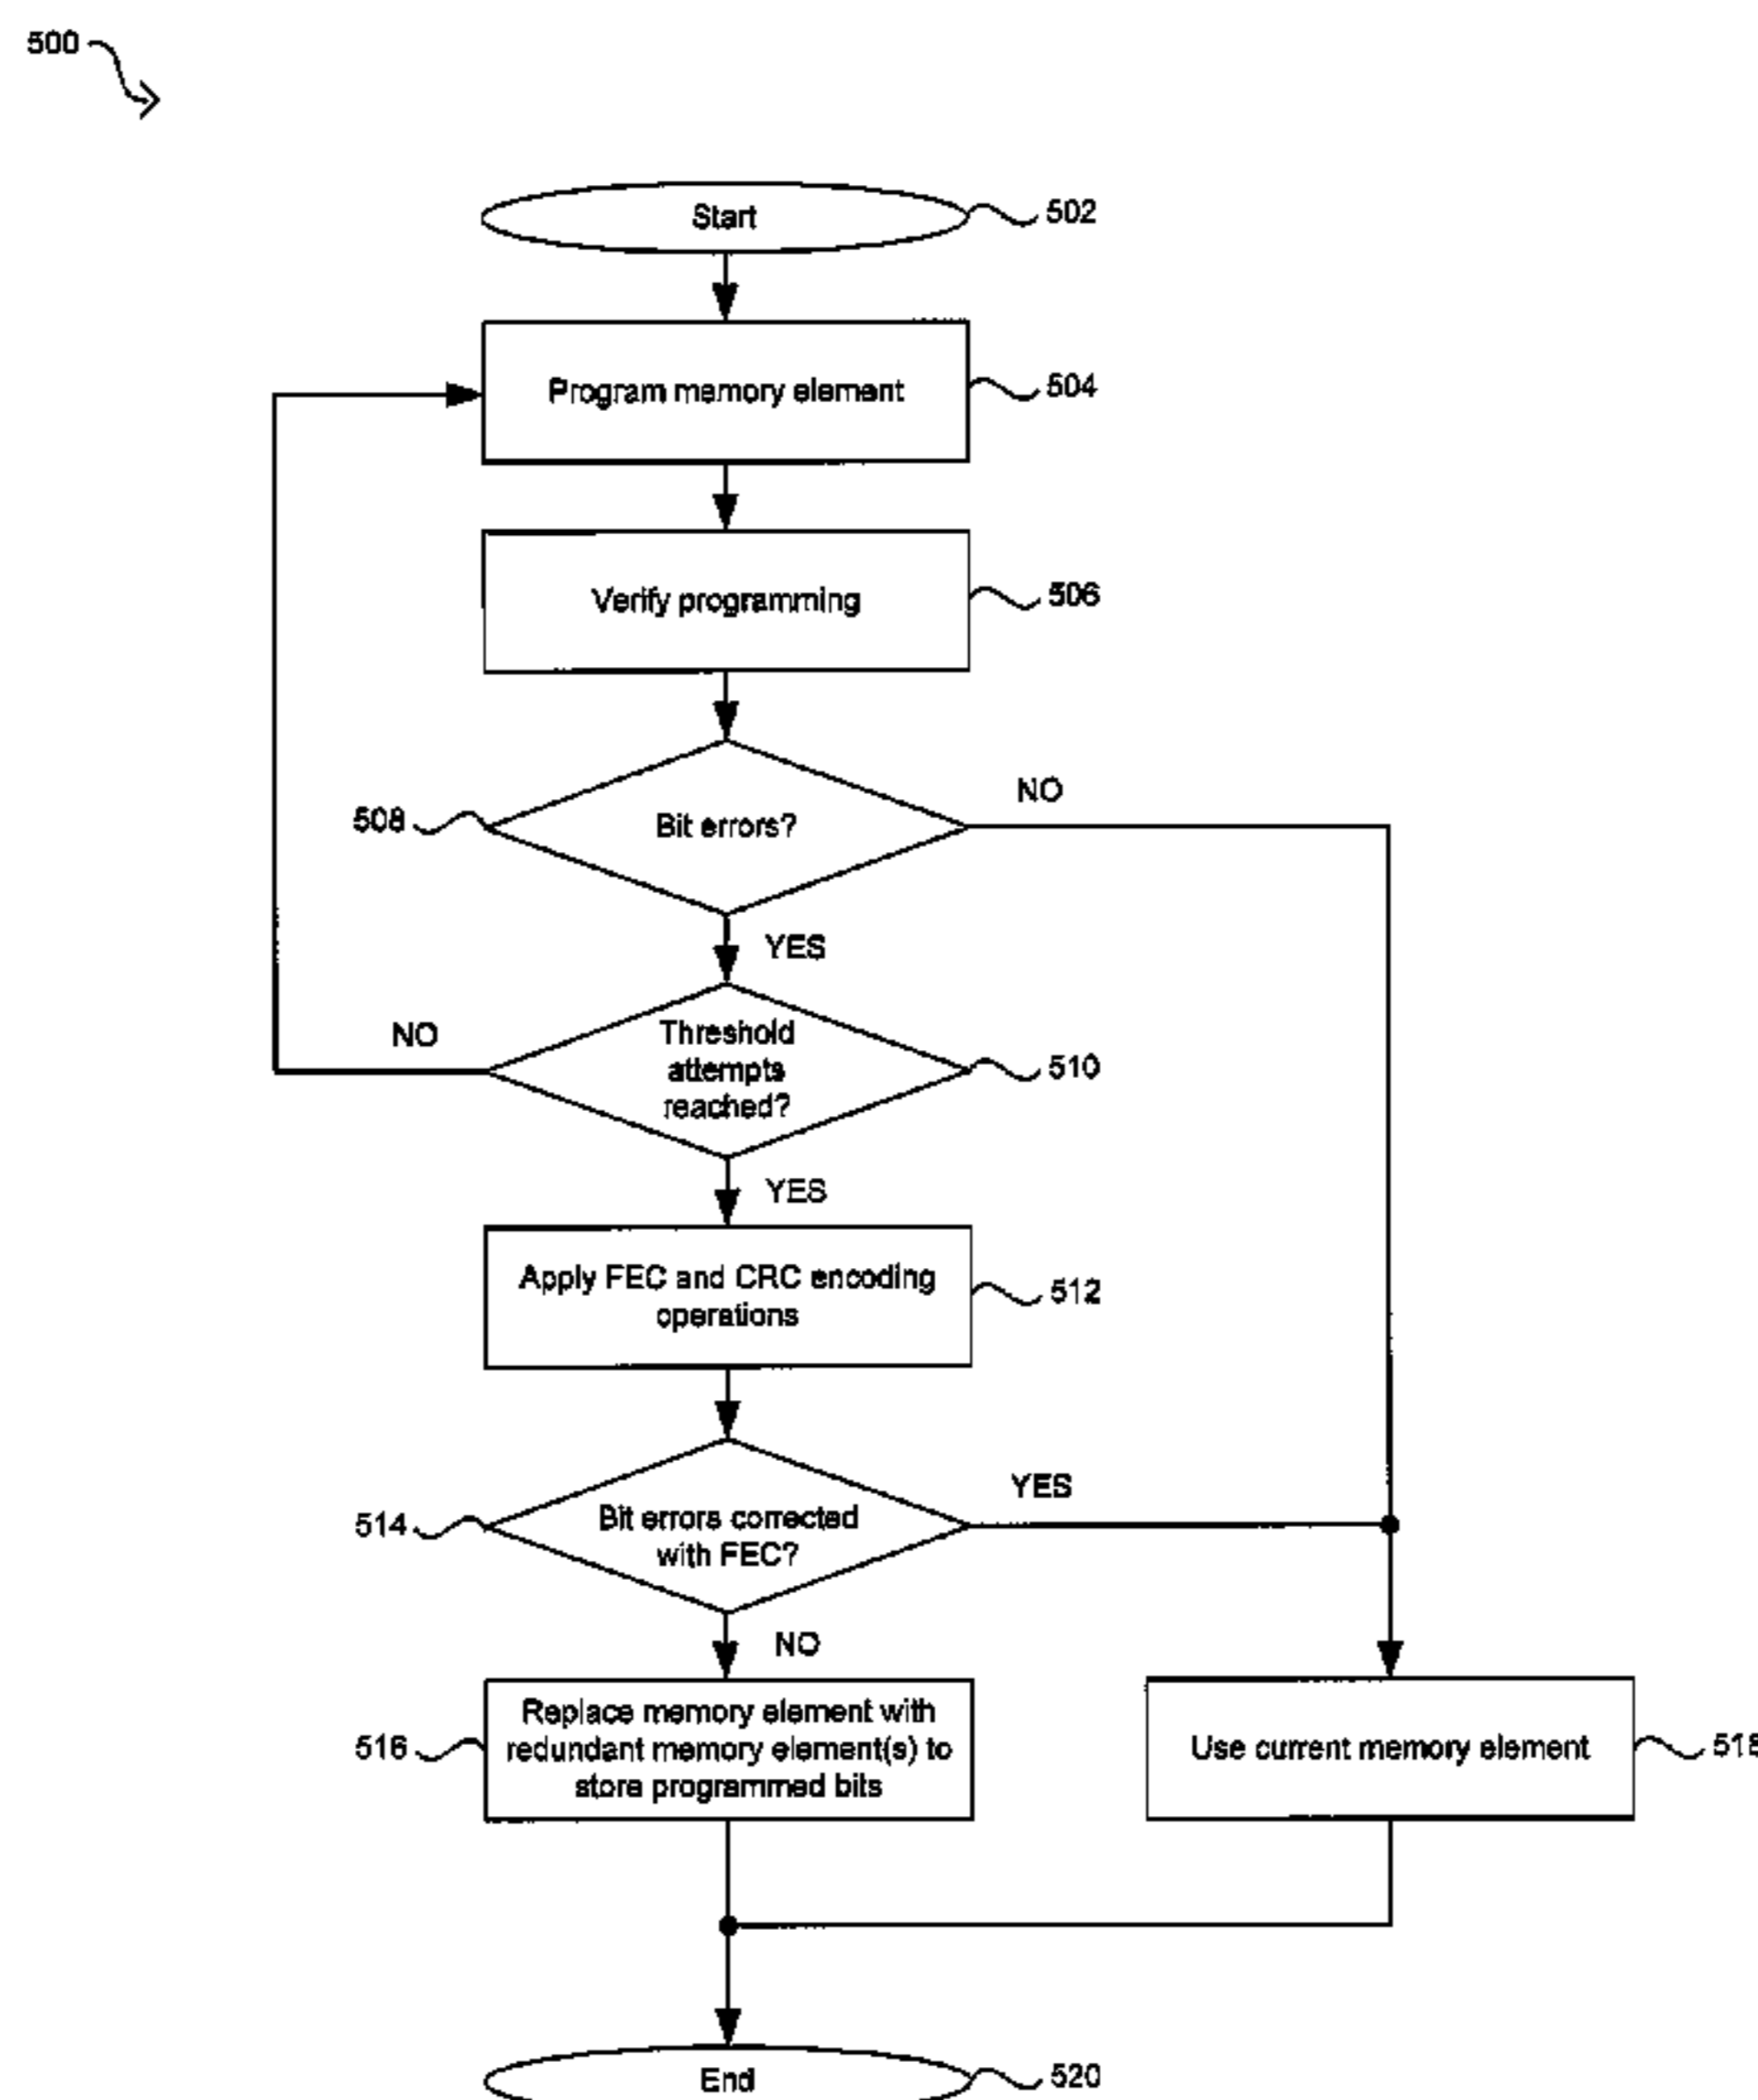 500
Start
502
Program memory element
504
Verify programming
506
NO
508
Bit errors?
YES
NO
Threshold
attempts
reached?
510
YES
Apply FEC and CRC encoding
operations
512
YES
514
Bit errors corrected
with FEC?
NO
516
Replace memory element with
redundant memory element(s) to
store programmed bits
Use current memory element
518
End
520